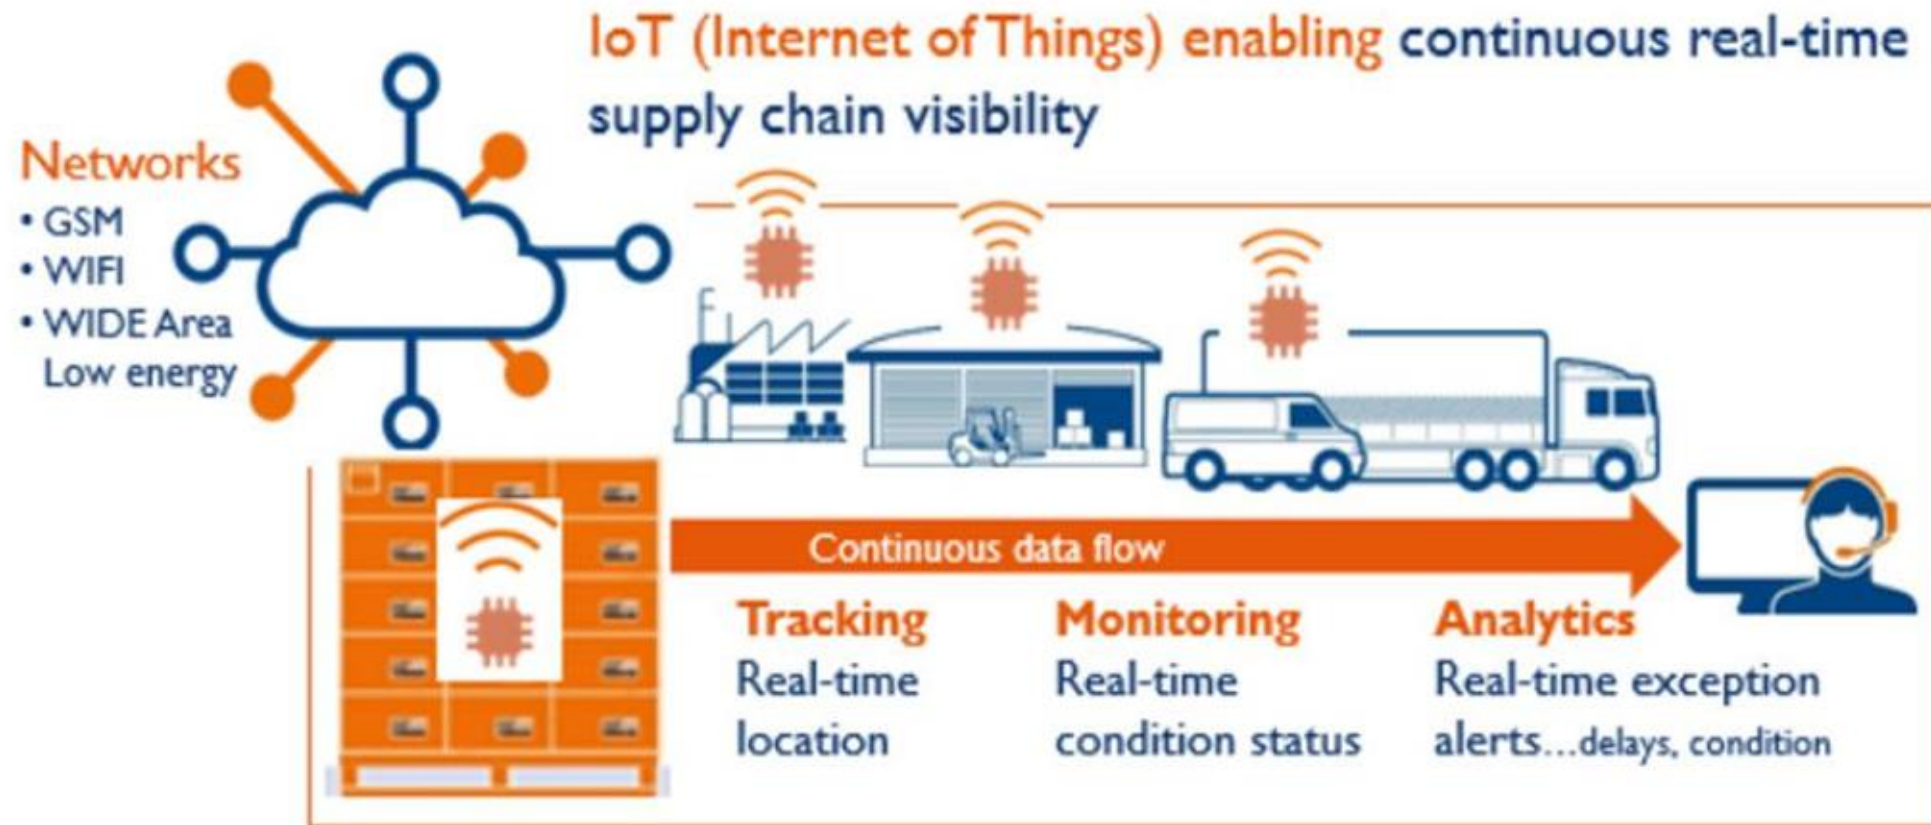 IoT (Internet of Things) enabling continuous real-time
supply chain visibility
Networks
• GSM
• WIFI
• WIDE Area
Low energy
Continuous data flow
Tracking
Real-time
location
Monitoring
Real-time
condition status
Analytics
Real-time exception
alerts...delays, condition